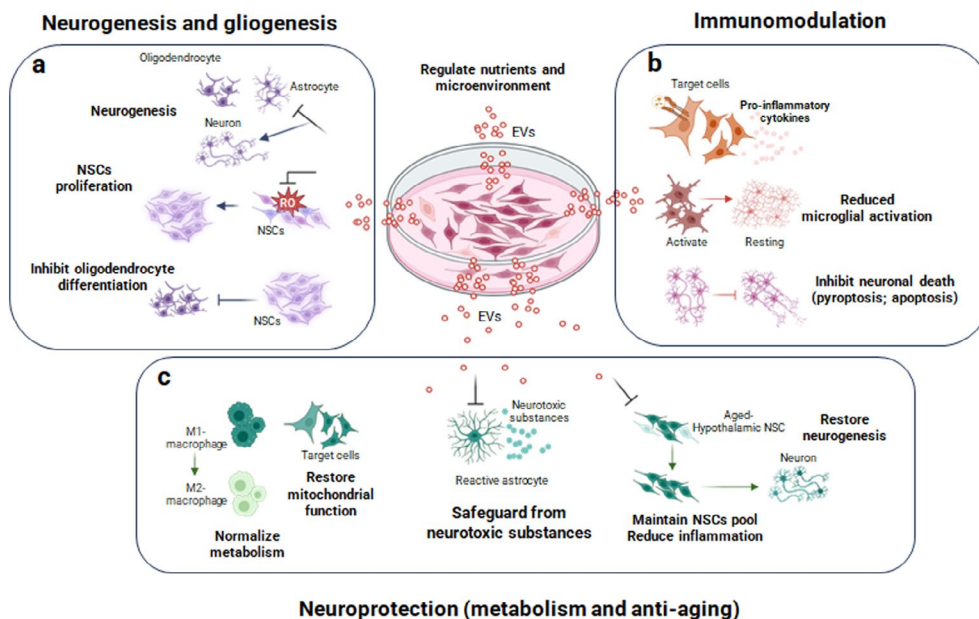 Neurogenesis and gliogenesis
Immunomodulation
a
Oligodendrocyte
Astrocyte
Neurogenesis
Neuron
NSCs
proliferation
RO
NSCs
Inhibit oligodendrocyte
differentiation
NSCs
Regulate nutrients and
microenvironment
EVs
EVs
b
Target cells
Pro-inflammatory
cytokines
Reduced
microglial activation
Activate
Resting
Inhibit neuronal death
(pyroptosis; apoptosis)
c
M1-
macrophage
M2-
macrophage
Normalize
metabolism
Target cells
Restore
mitochondrial
function
Neurotoxic
substances
Reactive astrocyte
Safeguard from
neurotoxic substances
Aged-
Hypothalamic NSC
Restore
neurogenesis
Neuron
Maintain NSCs pool
Reduce inflammation
Neuroprotection (metabolism and anti-aging)